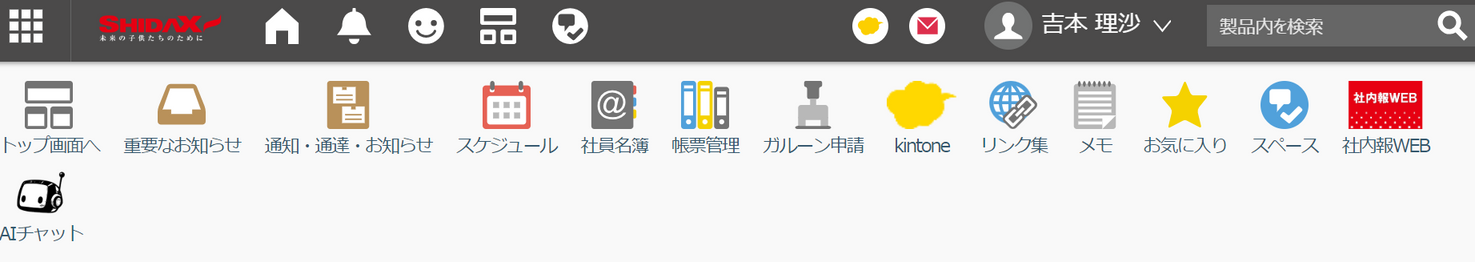 SHIDAX
未来の子供たちのために
吉本 理沙
製品内を検索
社内報WEB
トップ画面へ
重要なお知らせ
通知・通達・お知らせ
スケジュール
社員名簿
帳票管理
ガルーン申請
kintone
リンク集
メモ
お気に入り
スペース
社内報WEB
AIチャット